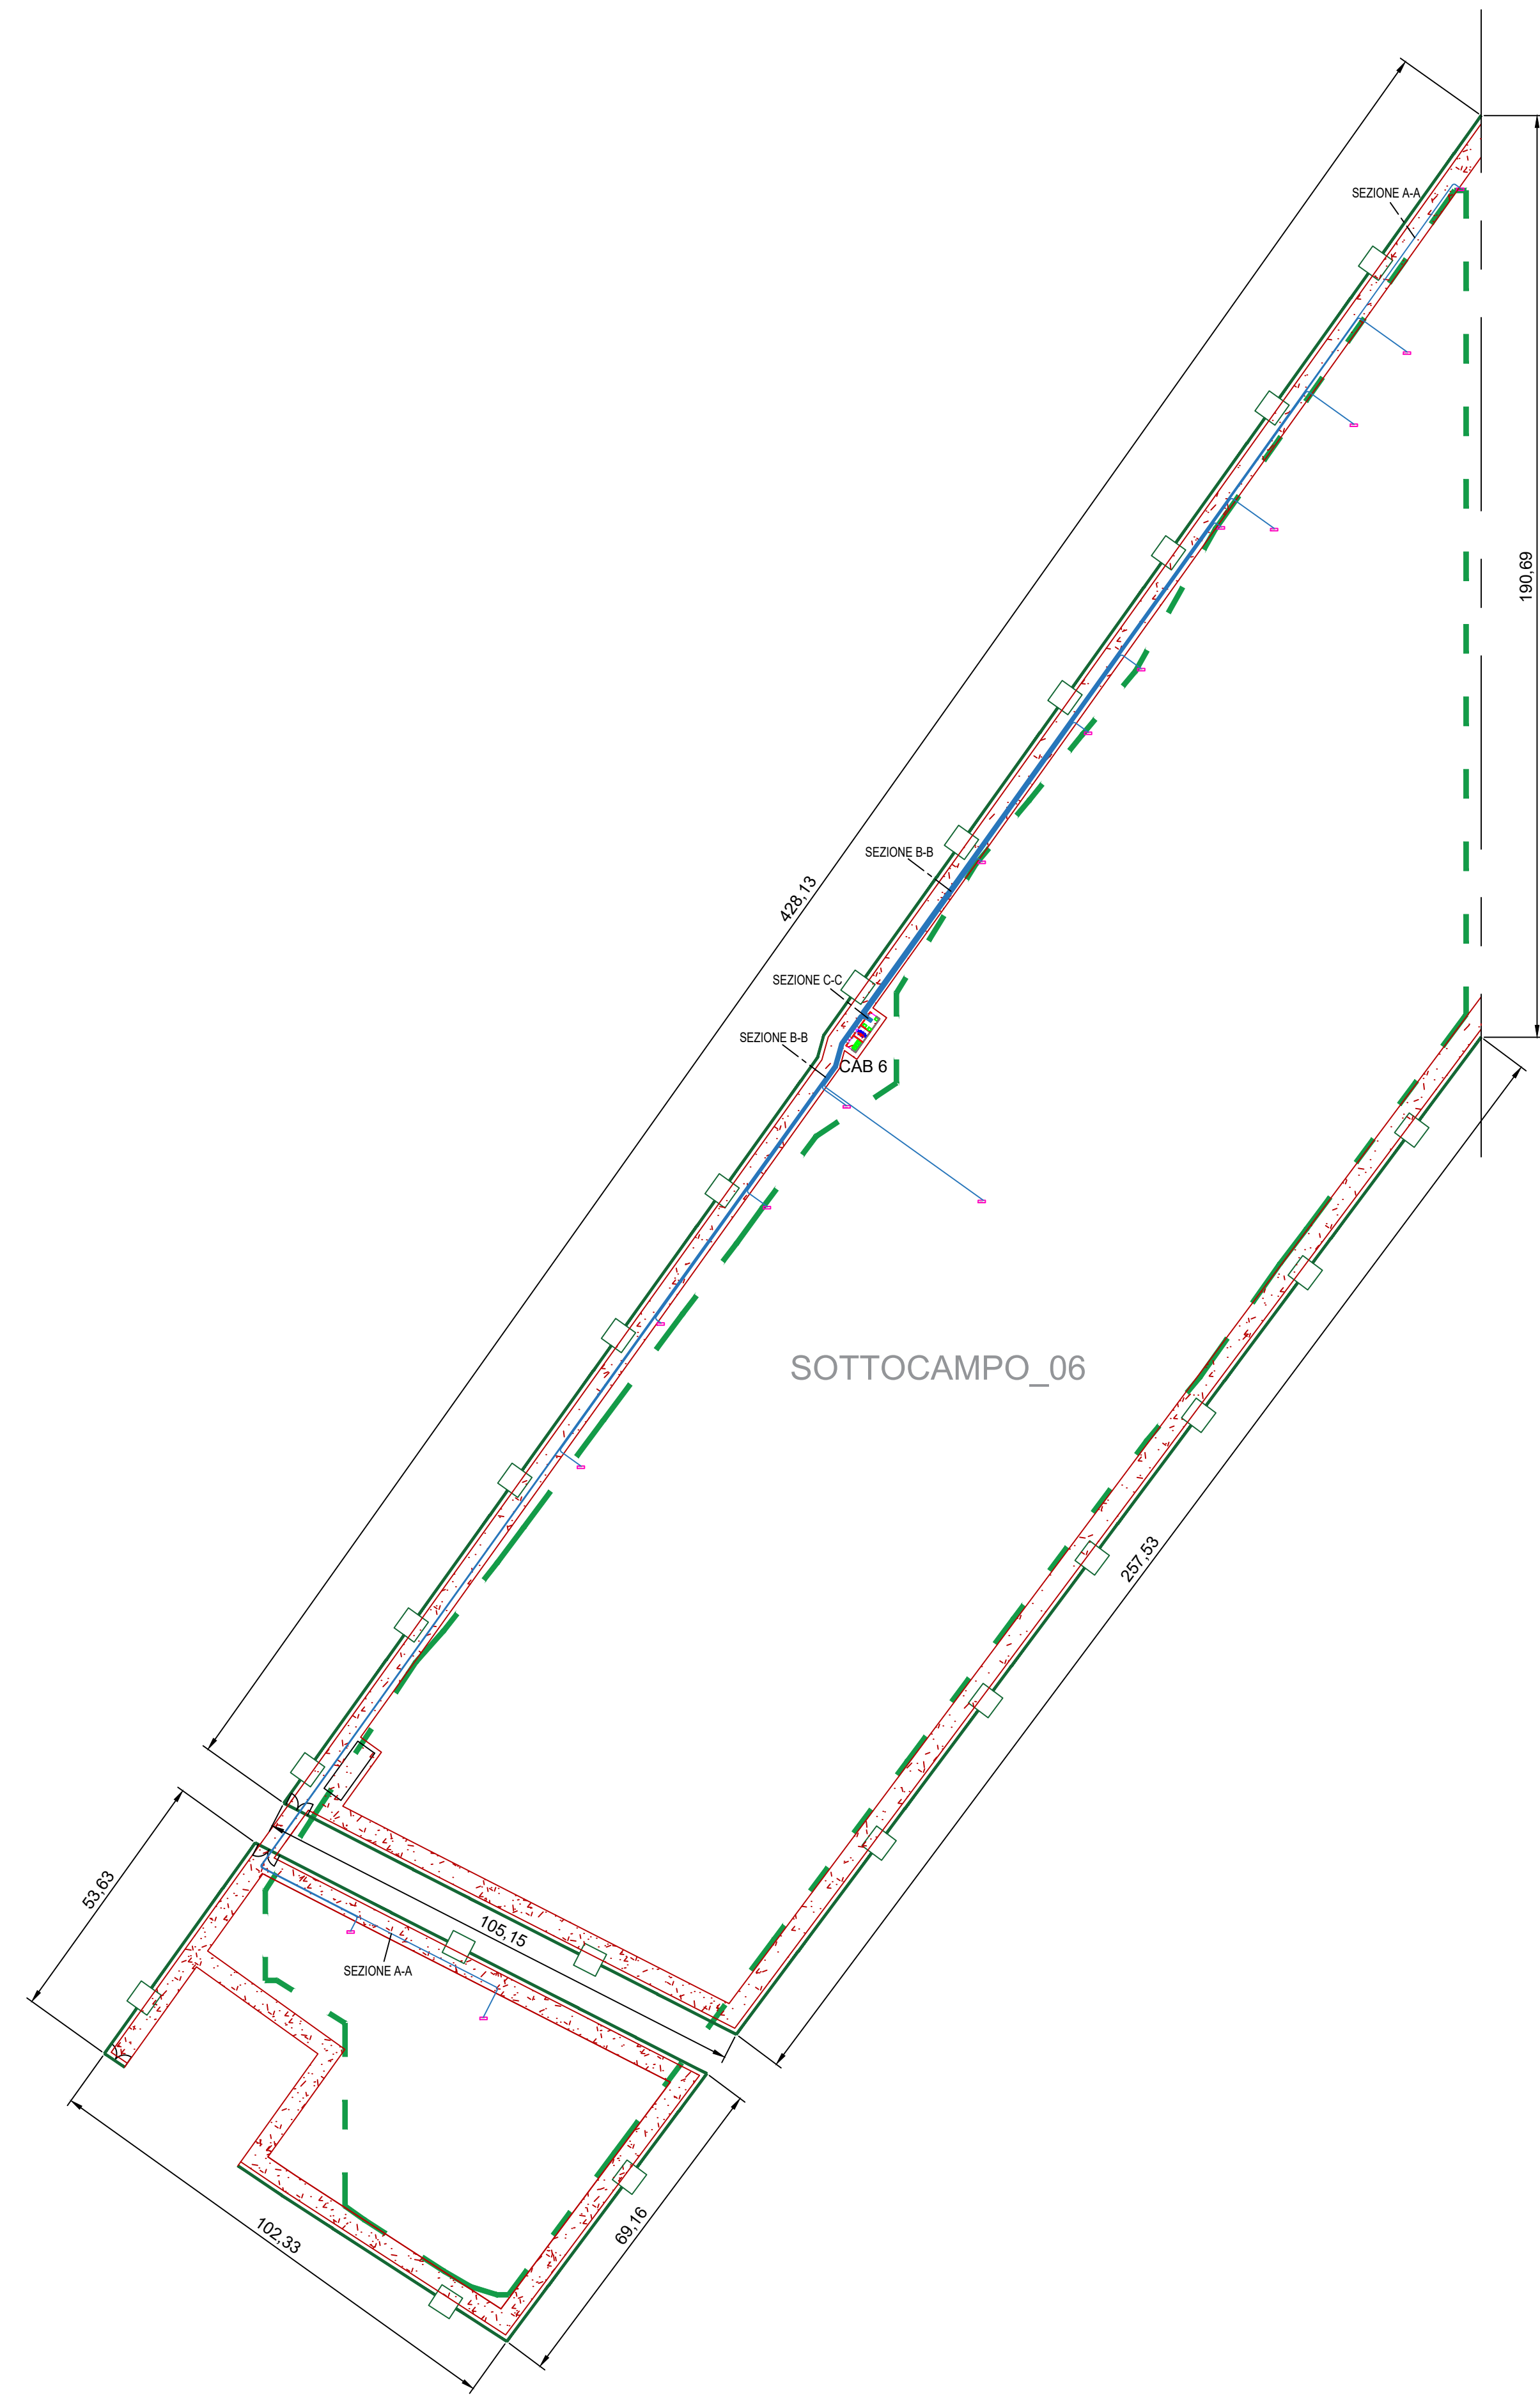 SEZIONE A-A
190,69
SEZIONE B-B
428,13
SEZIONE C-C
SEZIONE B-B
CAB 6
SOTTOCAMPO_06
257,53
53,63
105,15
SEZIONE A-A
102,33
69,16